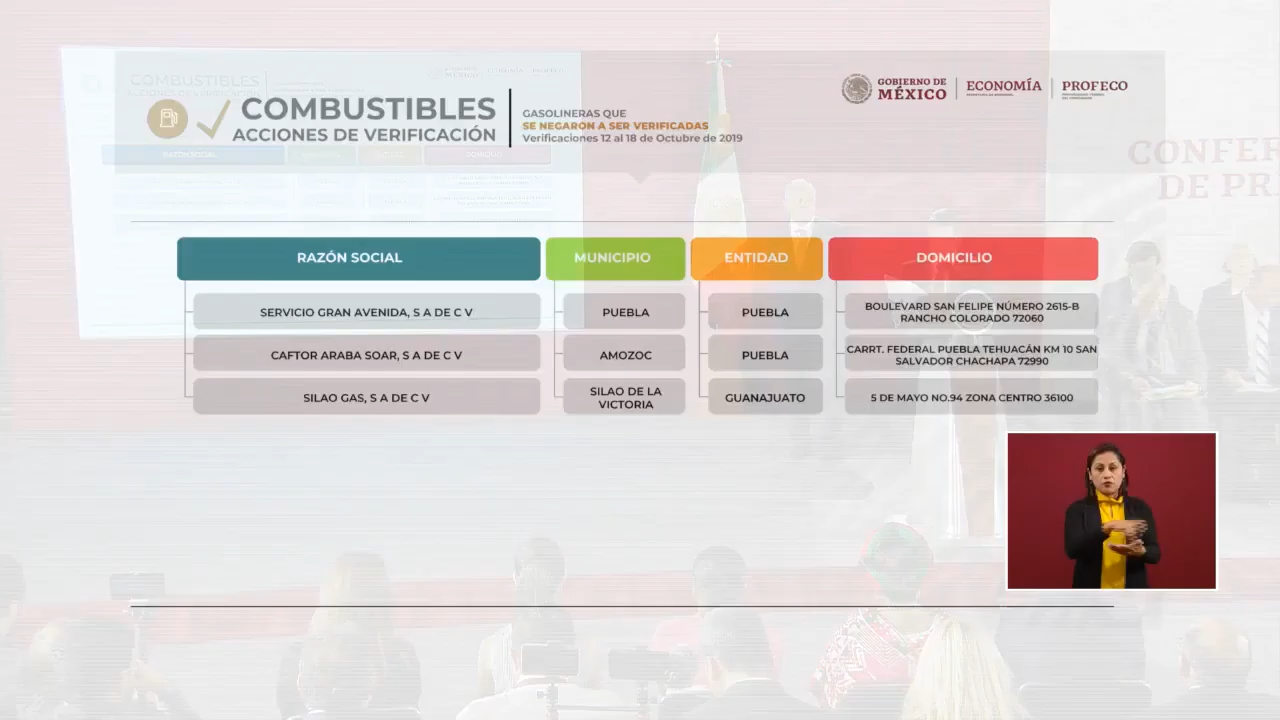 COMBUSTIBLES
ACCIONES DE VERIFICACIÓN
GASOLINERAS QUE
SE NEGARON A SER VERIFICADAS
Verificaciones 12 al 18 de Octubre de 2019
GOBIERNO DE
MÉXICO
ECONOMÍA
PROFECO
CONFER
DE PR
RAZÓN SOCIAL
MUNICIPIO
ENTIDAD
DOMICILIO
SERVICIO GRAN AVENIDA, S A DE C V
PUEBLA
PUEBLA
BOULEVARD SAN FELIPE NÚMERO 2615-B
RANCHO COLORADO 72060
CAFTOR ARABA SOAR, S A DE C V
AMOZOC
PUEBLA
CARRT. FEDERAL PUEBLA TEHUACÁN KM 10 SAN
SALVADOR CHACHAPA 72990
SILAO GAS, S A DE C V
SILAO DE LA
VICTORIA
GUANAJUATO
5 DE MAYO NO.94 ZONA CENTRO 36100